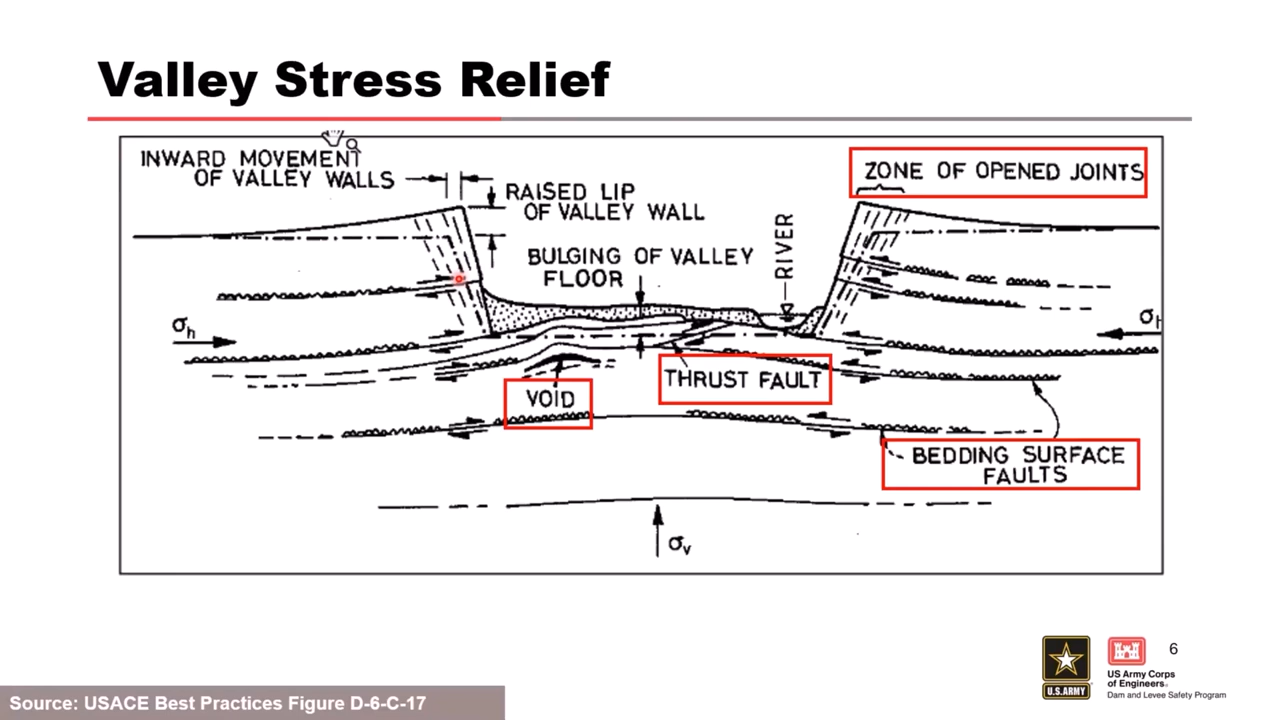 Valley Stress Relief
INWARD MOVEMENT
OF VALLEY WALLS
RAISED LIP
OF VALLEY WALL
ZONE OF OPENED JOINTS
BULGING OF VALLEY
FLOOR
RIVER
σh
σ
THRUST FAULT
VOID
BEDDING SURFACE
FAULTS
σv
U.S.ARMY
US Army Corps
of Engineers®
Dam and Levee Safety Program
6
Source: USACE Best Practices Figure D-6-C-17